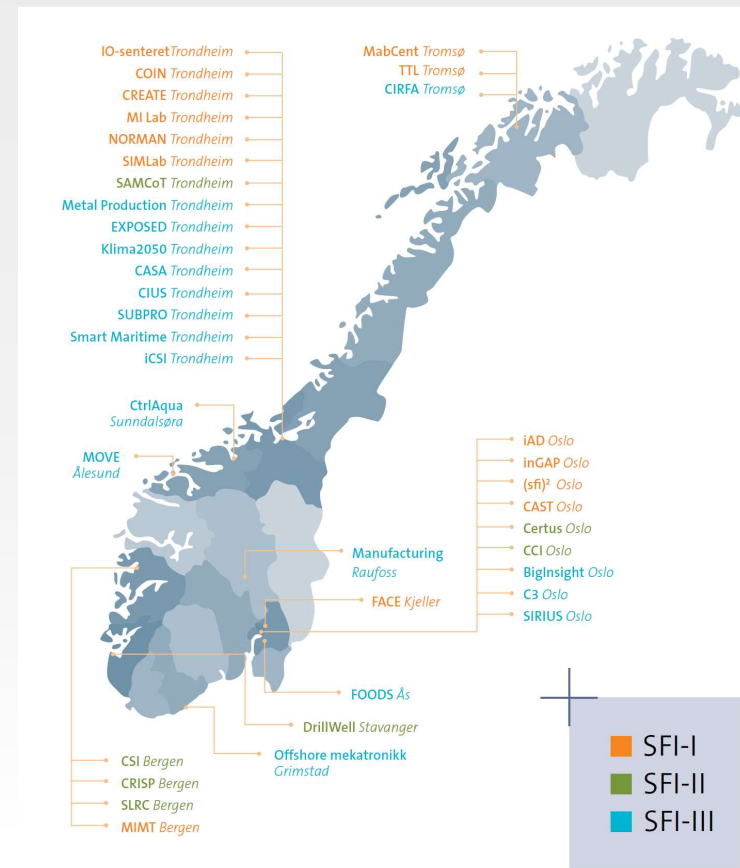 IO-senteret Trondheim
COIN Trondheim
CREATE Trondheim
MI Lab Trondheim
NORMAN Trondheim
SIMLab Trondheim
SAMCoT Trondheim
Metal Production Trondheim
EXPOSED Trondheim
Klima2050 Trondheim
CASA Trondheim
CIUS Trondheim
SUBPRO Trondheim
Smart Maritime Trondheim
iCSI Trondheim
MabCent Tromsø
TTL Tromsø
CIRFA Tromsø
CtrlAqua
Sunndalsøra
MOVE
Ålesund
iAD Oslo
inGAP Oslo
(sfi)² Oslo
CAST Oslo
Certus Oslo
CCI Oslo
BigInsight Oslo
C3 Oslo
SIRIUS Oslo
Manufacturing
Raufoss
FACE Kjeller
FOODS Ås
DrillWell Stavanger
Offshore mekatronikk
Grimstad
CSI Bergen
CRISP Bergen
SLRC Bergen
MIMT Bergen
SFI-I
SFI-II
SFI-III